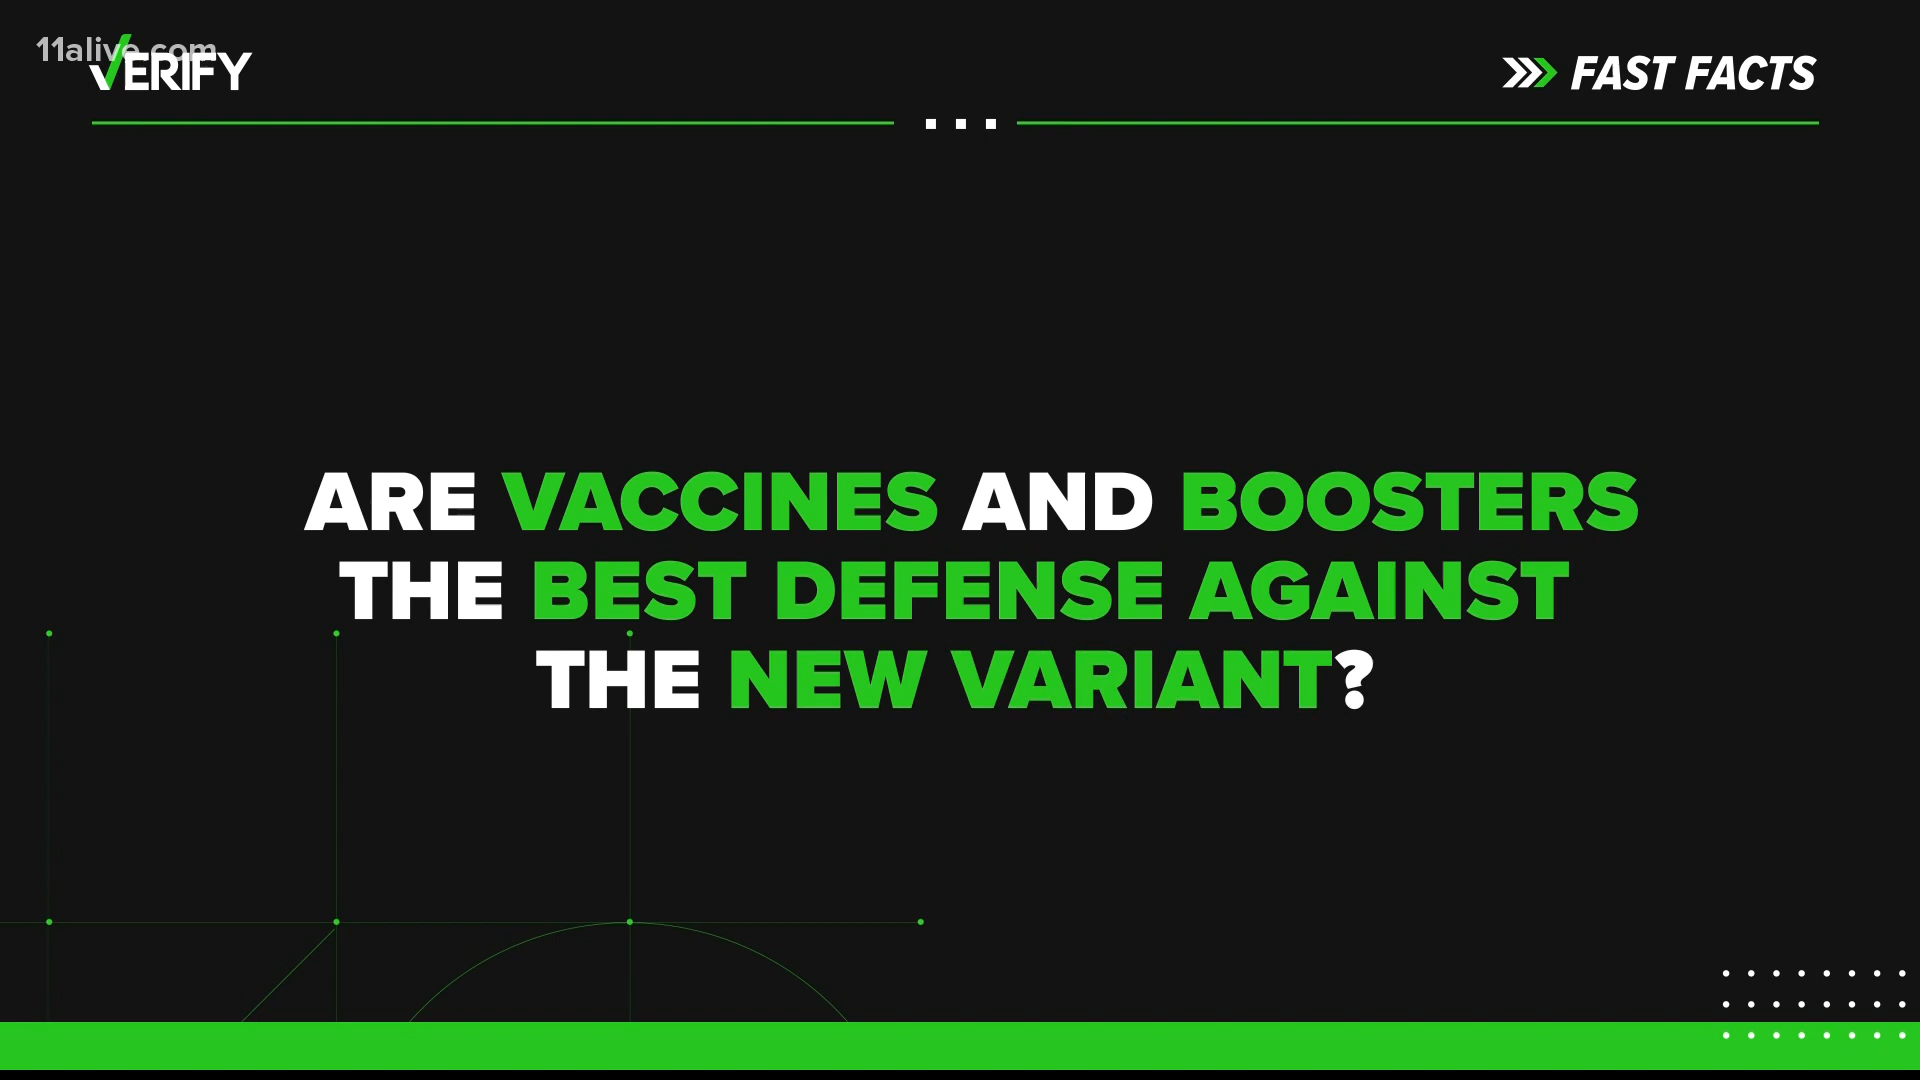 11alive.com
VERIFY
FAST FACTS
ARE VACCINES AND BOOSTERS
THE BEST DEFENSE AGAINST
THE NEW VARIANT?